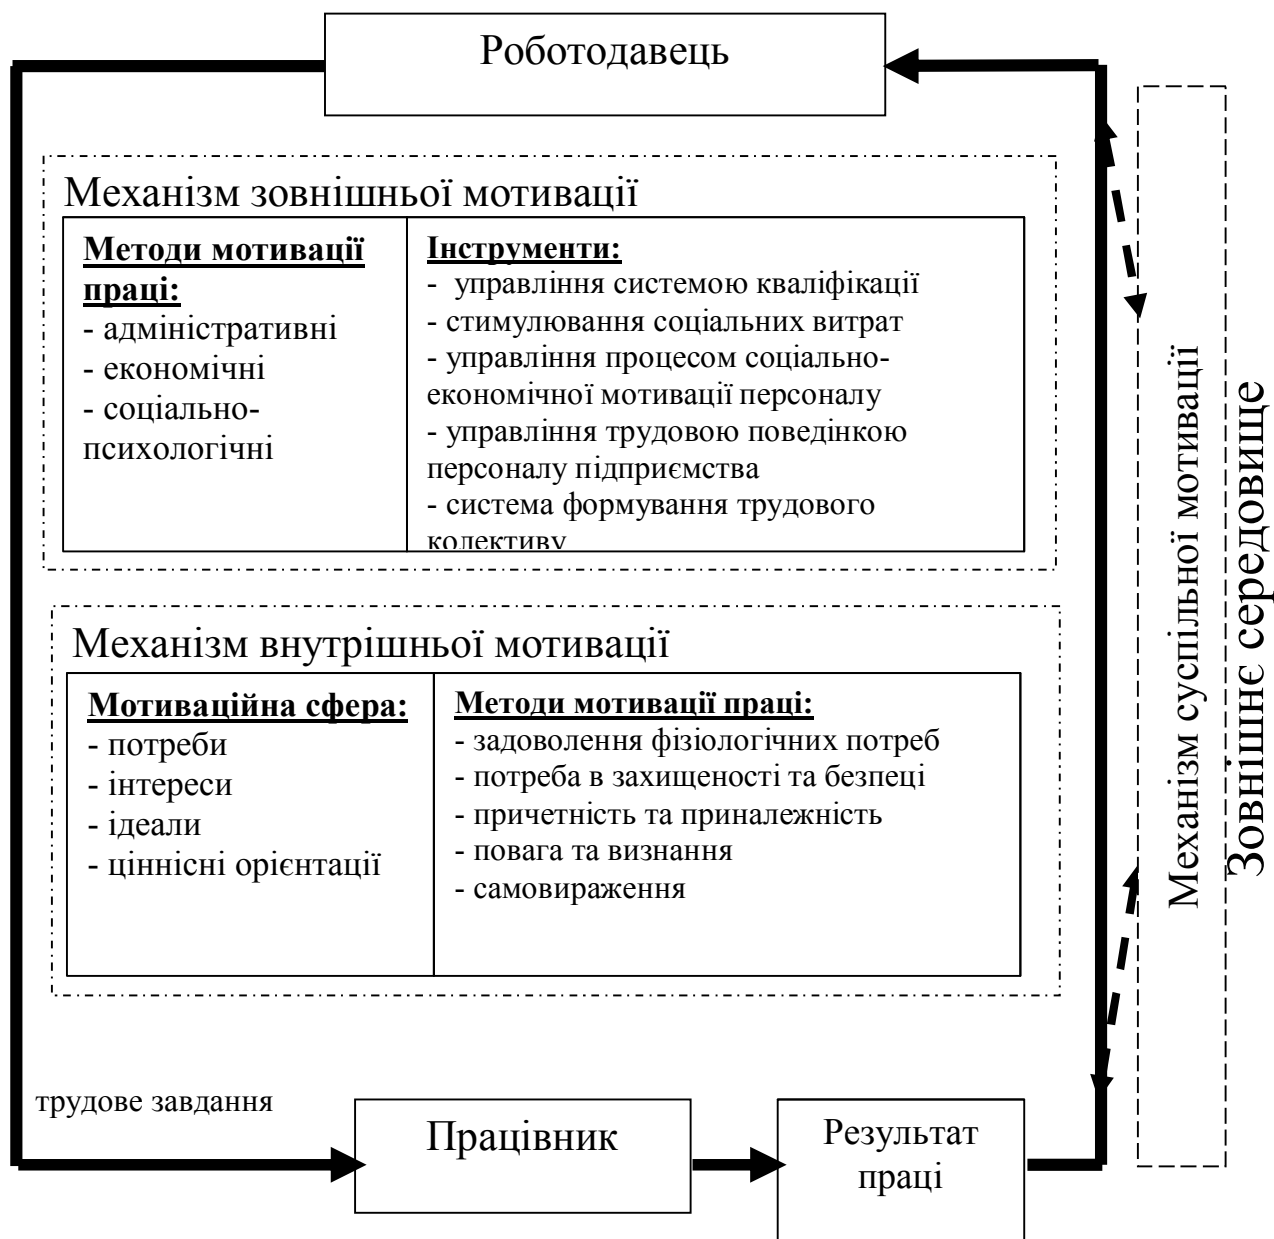 Роботодавець
Механізм зовнішньої мотивації
Методи мотивації
праці:
- адміністративні
- економічні
- соціально-
психологічні
Інструменти:
- управління системою кваліфікації
- стимулювання соціальних витрат
- управління процесом соціально-
економічної мотивації персоналу
- управління трудовою поведінкою
персоналу підприємства
- система формування трудового
колективу
Механізм внутрішньої мотивації
Мотиваційна сфера:
- потреби
- інтереси
- ідеали
- ціннісні орієнтації
Методи мотивації праці:
- задоволення фізіологічних потреб
- потреба в захищеності та безпеці
- причетність та приналежність
- повага та визнання
- самовираження
Механізм суспільної мотивації
Зовнішнє середовище
трудове завдання
Працівник
Результат
праці